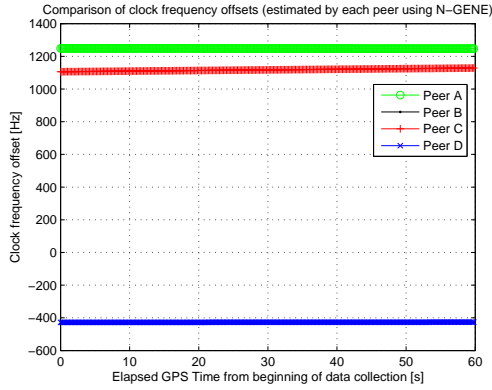 Comparison of clock frequency offsets (estimated by each peer using N−GENE)
Clock frequency offset [Hz]
1400
1200
1000
800
600
400
200
0
−200
−400
−600
Peer A
Peer B
Peer C
Peer D
0 10 20 30 40 50 60
Elapsed GPS Time from beginning of data collection [s]